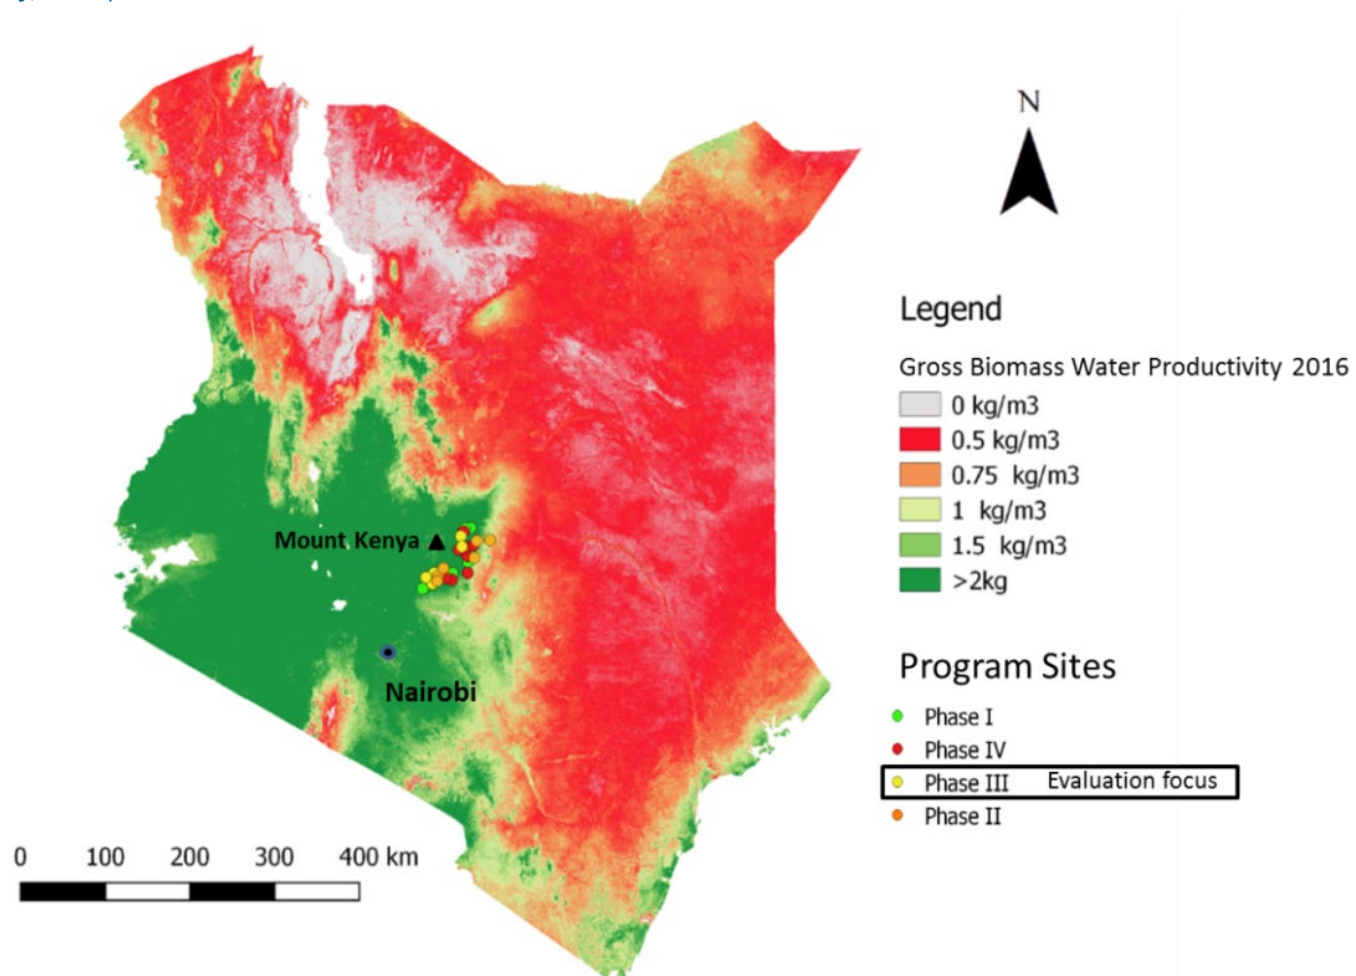 N
Legend
Gross Biomass Water Productivity 2016
0 kg/m3
0.5 kg/m3
0.75 kg/m3
1 kg/m3
1.5 kg/m3
>2kg
Mount Kenya
Nairobi
Program Sites
Phase I
Phase IV
Phase III Evaluation focus
Phase II
0 100 200 300 400 km